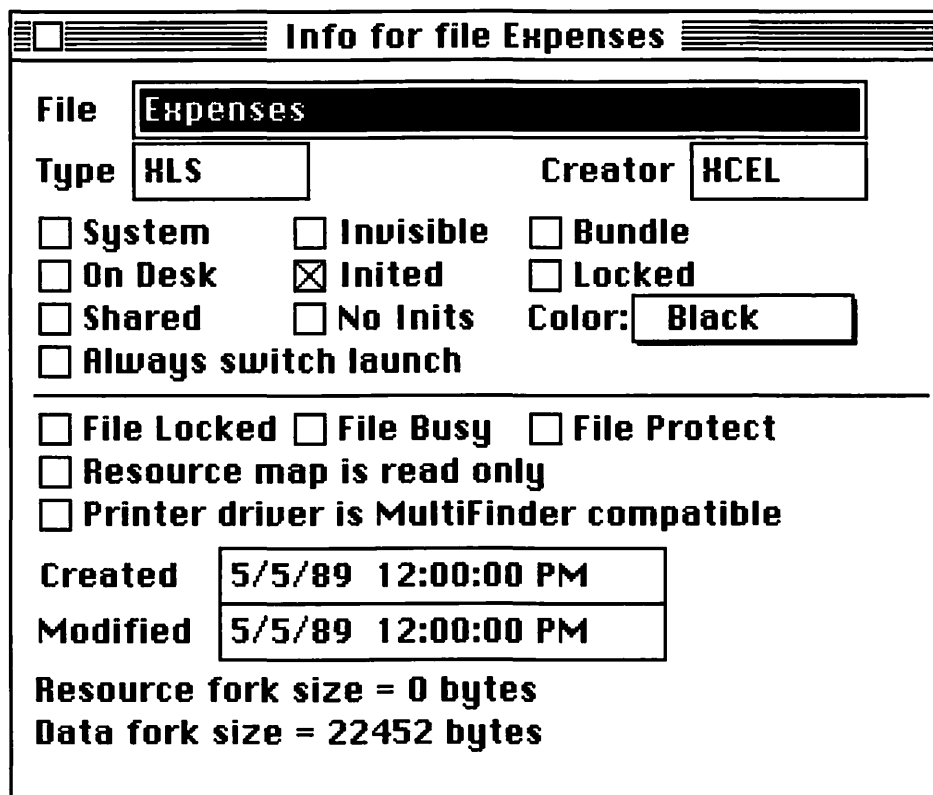 Info for file Expenses
File Expenses
Type XLS Creator XCEL
System Invisible Bundle
On Desk Inited Locked
Shared No Inits Color: Black
Always switch launch
File Locked File Busy File Protect
Resource map is read only
Printer driver is MultiFinder compatible
Created 5/5/89 12:00:00 PM
Modified 5/5/89 12:00:00 PM
Resource fork size = 0 bytes
Data fork size = 22452 bytes